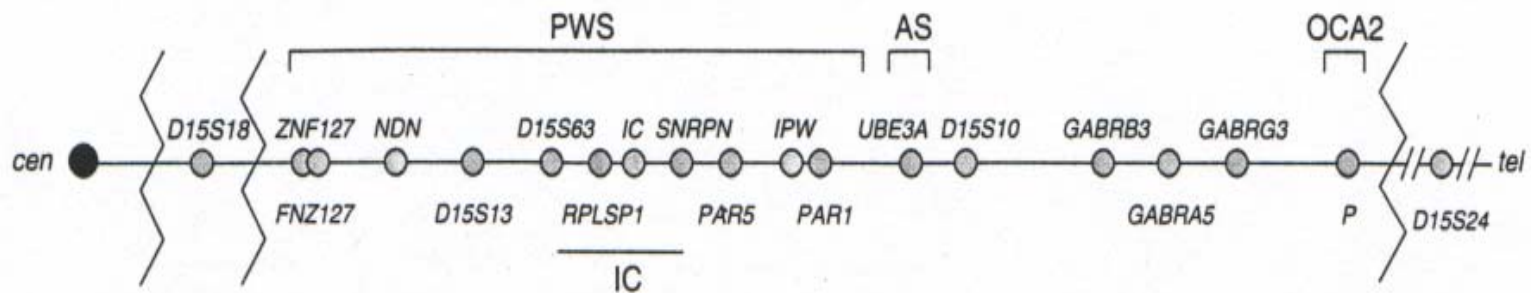 PWS AS OCA2
D15S18 ZNF127 NDN D15S63 IC SNRPN IPW UBE3A D15S10 GABRB3 GABRG3
cen tel
FNZ127 D15S13 RPLSP1 PAR5 PAR1 GABRA5 P D15S24
IC